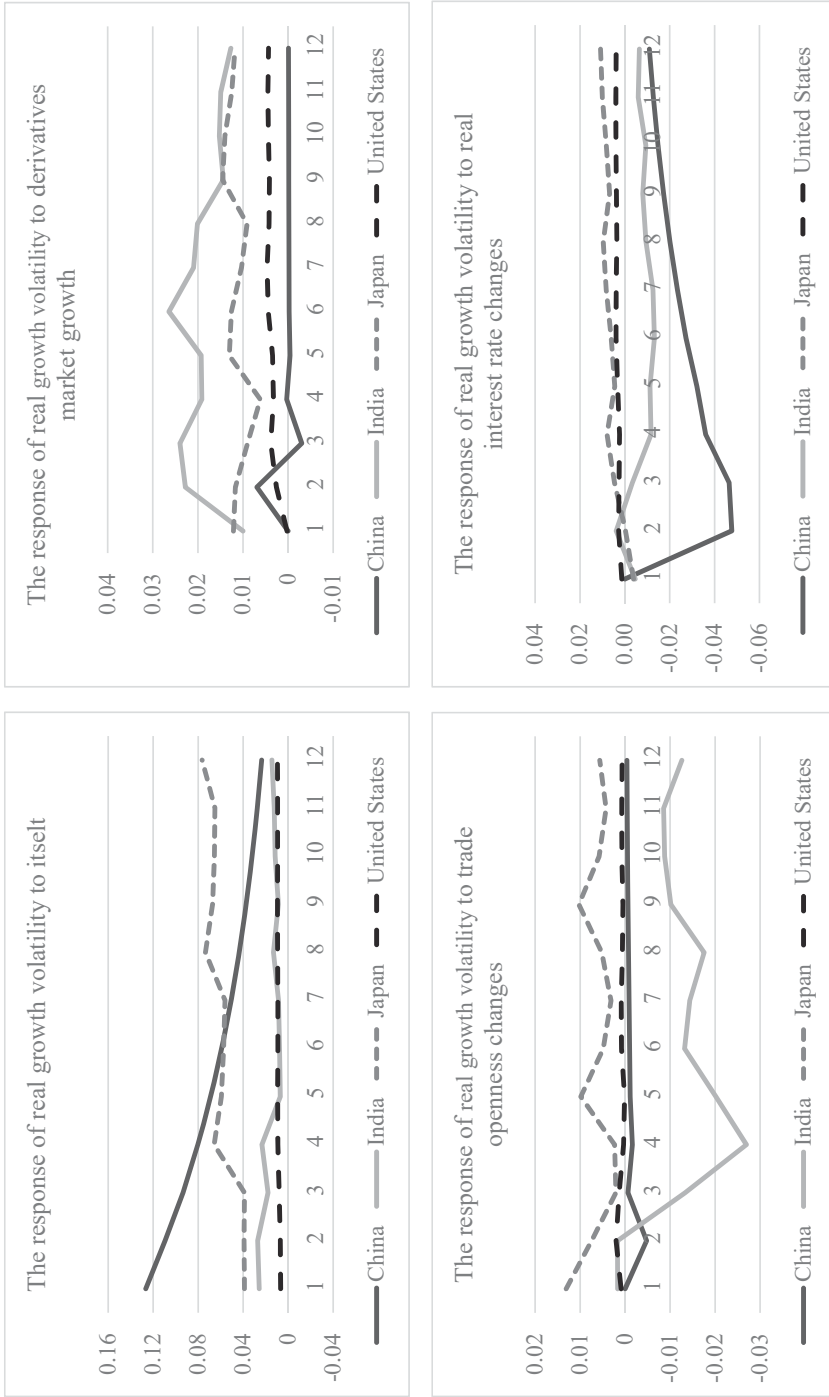 The response of real growth volatility to itselt
0.16
0.12
0.08
0.04
0
1 2 3 4 5 6 7 8 9 10 11 12
-0.04
China India Japan United States
The response of real growth volatility to derivatives
market growth
0.04
0.03
0.02
0.01
0
1 2 3 4 5 6 7 8 9 10 11 12
-0.01
China India Japan United States
The response of real growth volatility to trade
openness changes
0.02
0.01
0
1 2 3 4 5 6 7 8 9 10 11 12
-0.01
-0.02
-0.03
China India Japan United States
The response of real growth volatility to real
interest rate changes
0.04
0.02
0.00
1 2 3 4 5 6 7 8 9 10 11 12
-0.02
-0.04
-0.06
China India Japan United States